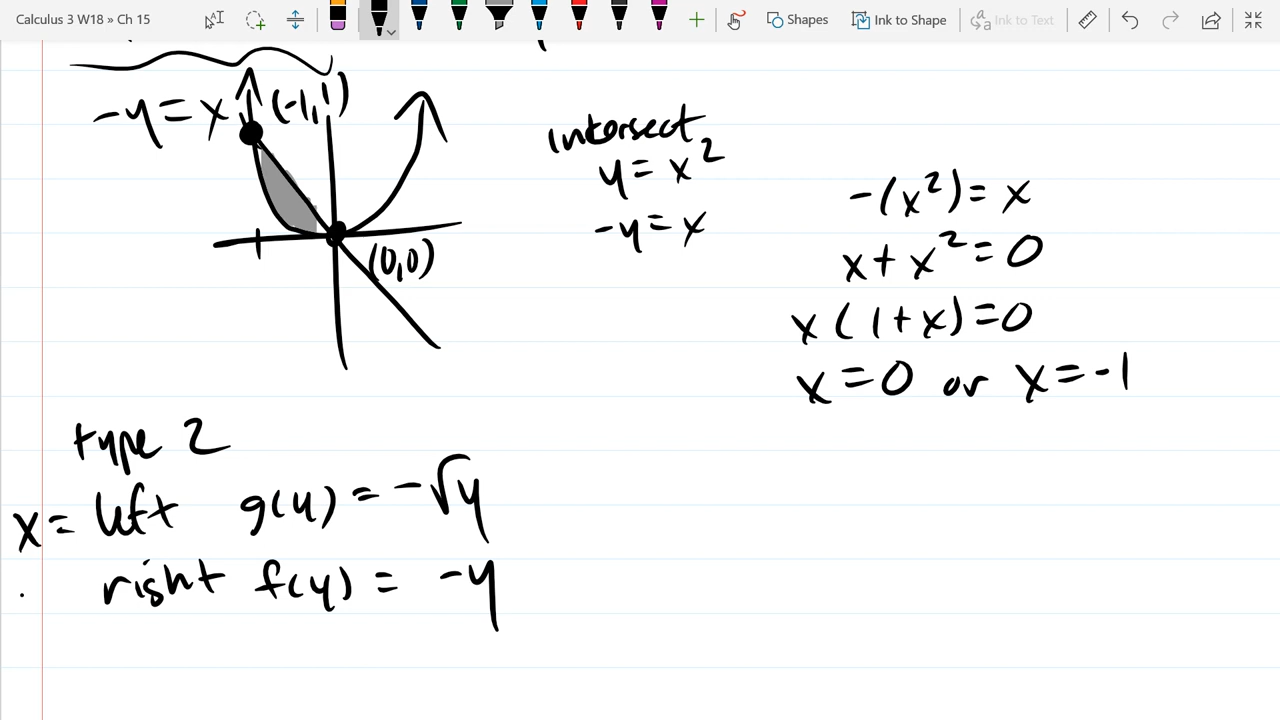 Calculus 3 W18 » Ch 15
Shapes
Ink to Shape
Ink to Text
-y = x
(-1,1)
(0,0)
intersect
y = x²
-y = x
-(x²) = x
x + x² = 0
x(1+x) = 0
x = 0 or x = -1
type 2
x = left g(y) = -√y
right f(y) = -y